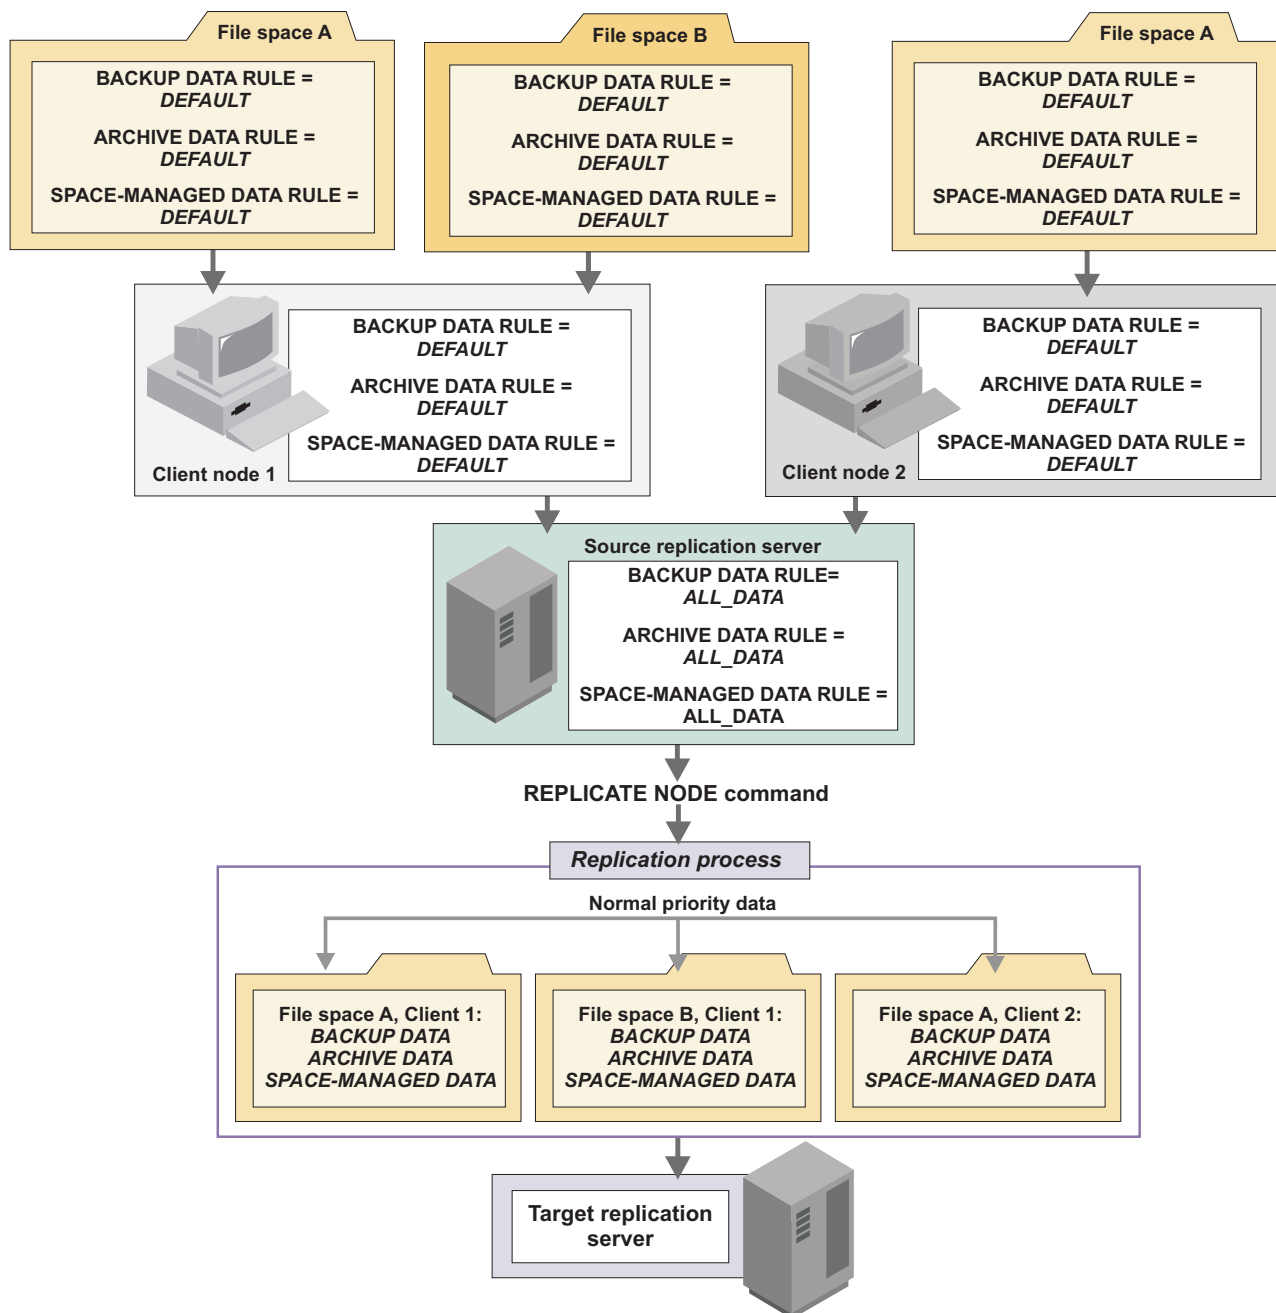 File space A
BACKUP DATA RULE =
DEFAULT
ARCHIVE DATA RULE =
DEFAULT
SPACE-MANAGED DATA RULE =
DEFAULT
File space B
BACKUP DATA RULE =
DEFAULT
ARCHIVE DATA RULE =
DEFAULT
SPACE-MANAGED DATA RULE =
DEFAULT
File space A
BACKUP DATA RULE =
DEFAULT
ARCHIVE DATA RULE =
DEFAULT
SPACE-MANAGED DATA RULE =
DEFAULT
BACKUP DATA RULE =
DEFAULT
ARCHIVE DATA RULE =
DEFAULT
SPACE-MANAGED DATA RULE =
DEFAULT
Client node 1
BACKUP DATA RULE =
DEFAULT
ARCHIVE DATA RULE =
DEFAULT
SPACE-MANAGED DATA RULE =
DEFAULT
Client node 2
Source replication server
BACKUP DATA RULE=
ALL_DATA
ARCHIVE DATA RULE =
ALL_DATA
SPACE-MANAGED DATA RULE =
ALL_DATA
REPLICATE NODE command
Replication process
Normal priority data
File space A, Client 1:
BACKUP DATA
ARCHIVE DATA
SPACE-MANAGED DATA
File space B, Client 1:
BACKUP DATA
ARCHIVE DATA
SPACE-MANAGED DATA
File space A, Client 2:
BACKUP DATA
ARCHIVE DATA
SPACE-MANAGED DATA
Target replication
server